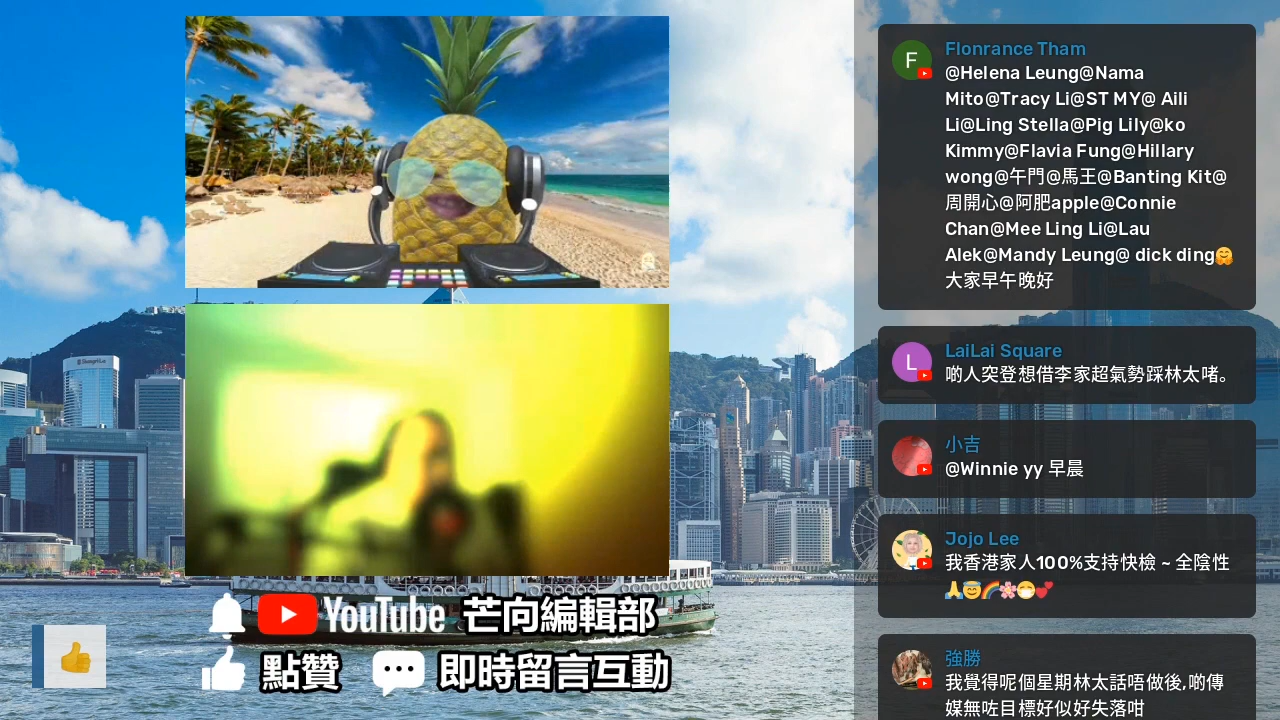 Flonrance Tham
@Helena Leung@Nama
Mito@Tracy Li@ST MY@ Aili
Li@Ling Stella@Pig Lily@ko
Kimmy@Flavia Fung@Hillary
wong@午門@馬王@Banting Kit@
周開心@阿肥apple@Connie
Chan@Mee Ling Li@Lau
Alek@Mandy Leung@ dick ding🤗
大家早午晚好
LaiLai Square
啲人突登想借李家超氣勢踩林太啫。
小吉
@Winnie yy 早晨
Jojo Lee
我香港家人100%支持快檢 ~ 全陰性
🙏😇🌈🌸😷💕
強勝
我覺得呢個星期林太話唔做後,啲傳
媒無咗目標好似好失落咁
YouTube 芒向編輯部
點贊 即時留言互動